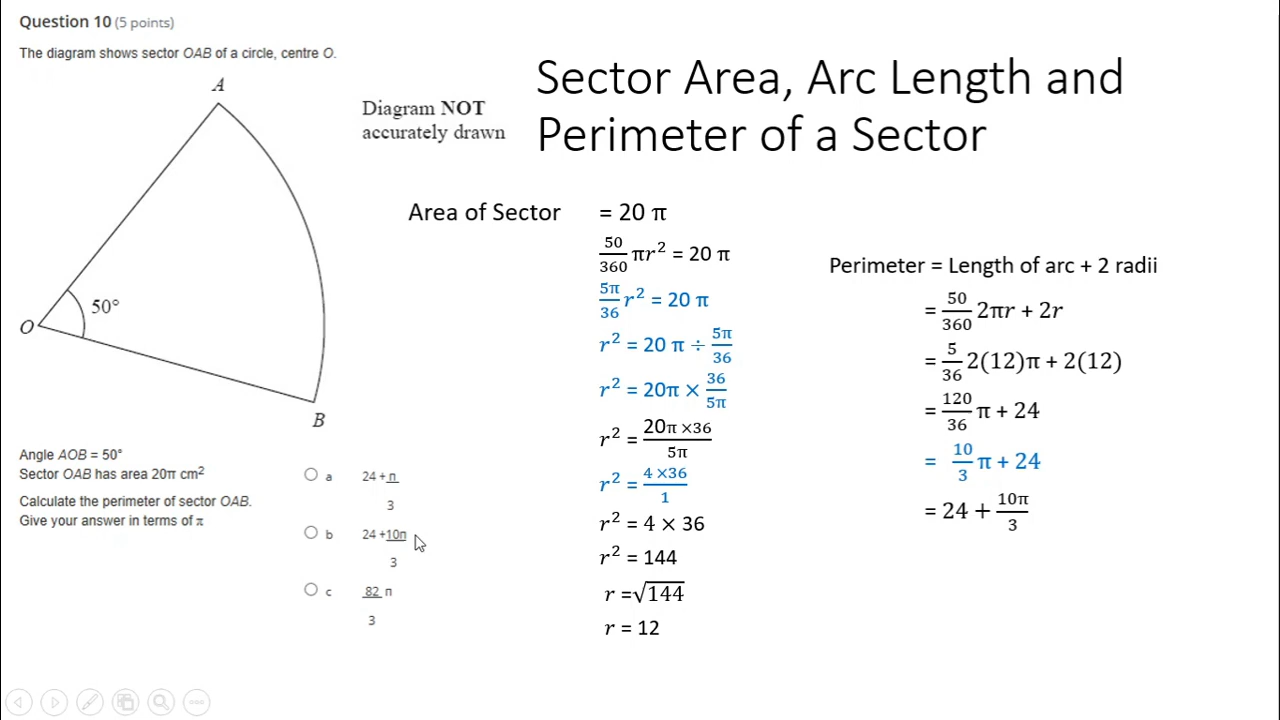 Question 10 (5 points)
The diagram shows sector OAB of a circle, centre O.
A
Diagram NOT
accurately drawn
50°
O
B
Angle AOB = 50°
Sector OAB has area 20π cm²
Calculate the perimeter of sector OAB.
Give your answer in terms of π
a 24 + n
3
b 24 +10n
3
c 82 n
3
Sector Area, Arc Length and
Perimeter of a Sector
Area of Sector = 20 π
50/360 πr² = 20 π
5π/36 r² = 20 π
r² = 20 π ÷ 5π/36
r² = 20π × 36/5π
r² = 20π ×36/5π
r² = 4 ×36/1
r² = 4 × 36
r² = 144
r =√144
r = 12
Perimeter = Length of arc + 2 radii
= 50/360 2πr + 2r
= 5/36 2(12)π + 2(12)
= 120/36 π + 24
= 10/3 π + 24
= 24 + 10π/3